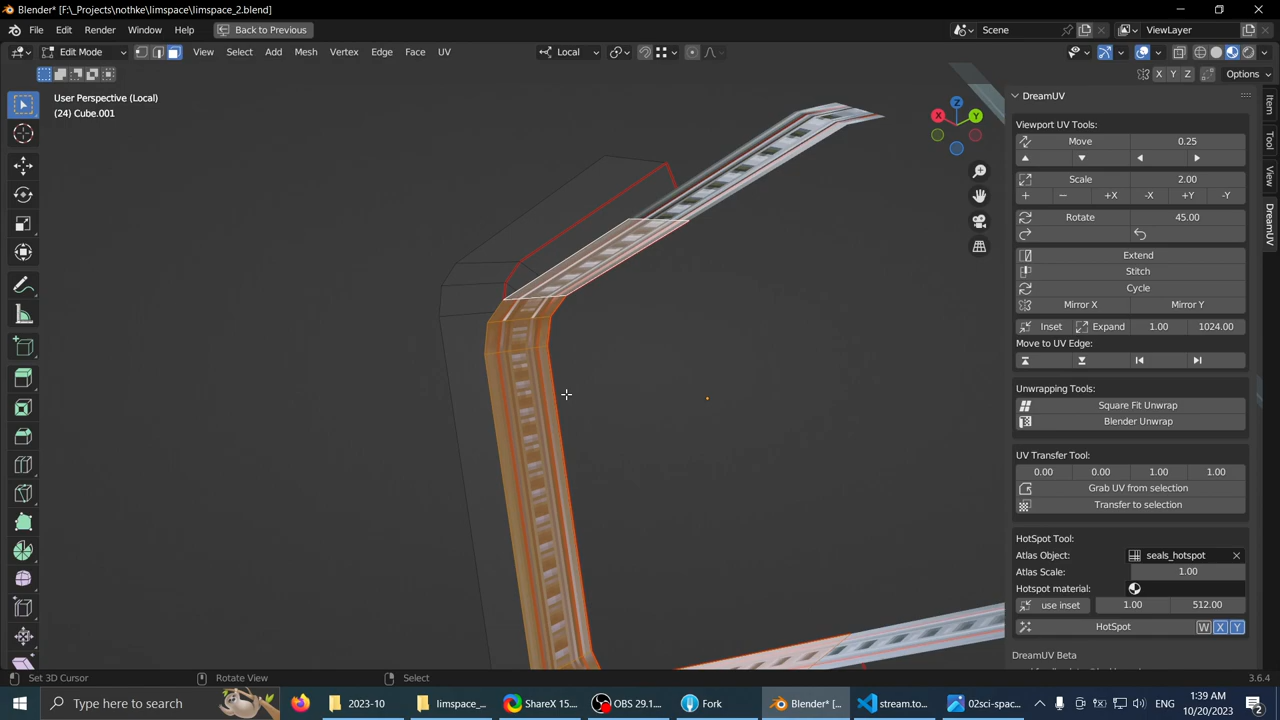 Blender* [F:\_Projects\nothke\limspace\limspace_2.blend]
File Edit Render Window Help Back to Previous Scene ViewLayer
Edit Mode View Select Add Mesh Vertex Edge Face UV Local
X Y Z Options
User Perspective (Local)
(24) Cube.001
Z
X Y
Item
Tool
View
DreamUV
DreamUV
Viewport UV Tools:
Move 0.25
Scale 2.00
+ − +X -X +Y -Y
Rotate 45.00
Extend
Stitch
Cycle
Mirror X Mirror Y
Inset Expand 1.00 1024.00
Move to UV Edge:
Unwrapping Tools:
Square Fit Unwrap
Blender Unwrap
UV Transfer Tool:
0.00 0.00 1.00 1.00
Grab UV from selection
Transfer to selection
HotSpot Tool:
Atlas Object: seals_hotspot
Atlas Scale: 1.00
Hotspot material:
use inset 1.00 512.00
HotSpot W X Y
DreamUV Beta
Set 3D Cursor Rotate View Select 3.6.4
Type here to search 2023-10 limspace_... ShareX 15.... OBS 29.1.... Fork Blender* [... stream.to... 02sci-spac... ENG 1:39 AM
10/20/2023 2